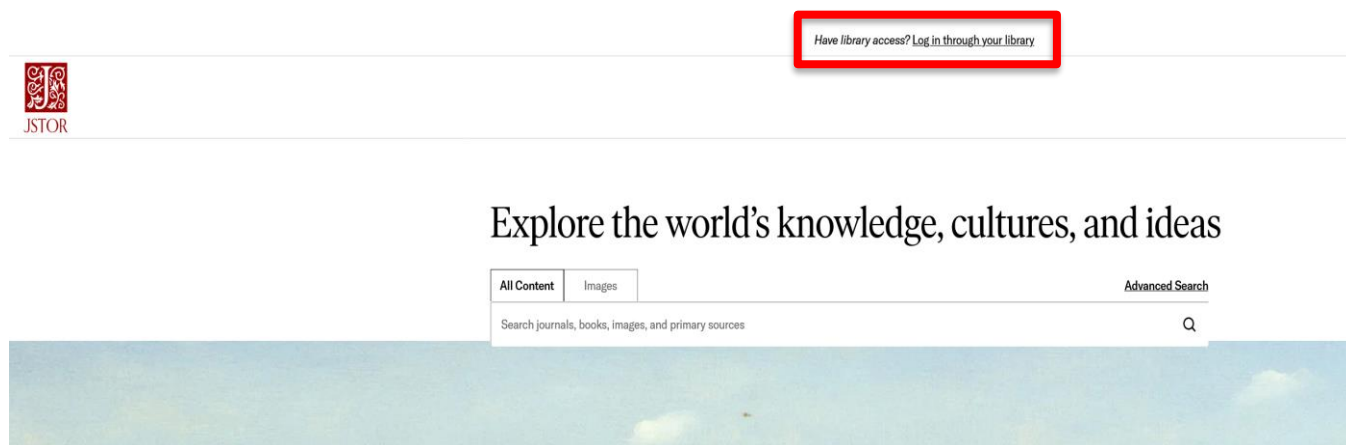 Have library access? Log in through your library
JSTOR
Explore the world's knowledge, cultures, and ideas
All Content Images Advanced Search
Search journals, books, images, and primary sources